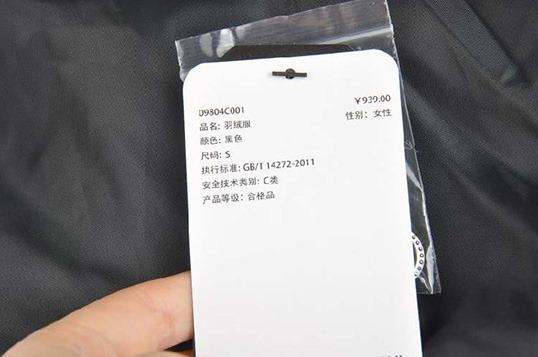 D9804C001 ￥939.00
品名: 羽绒服 性别: 女性
颜色: 黑色
尺码: S
执行标准: GB/T 14272-2011
安全技术类别: C类
产品等级: 合格品